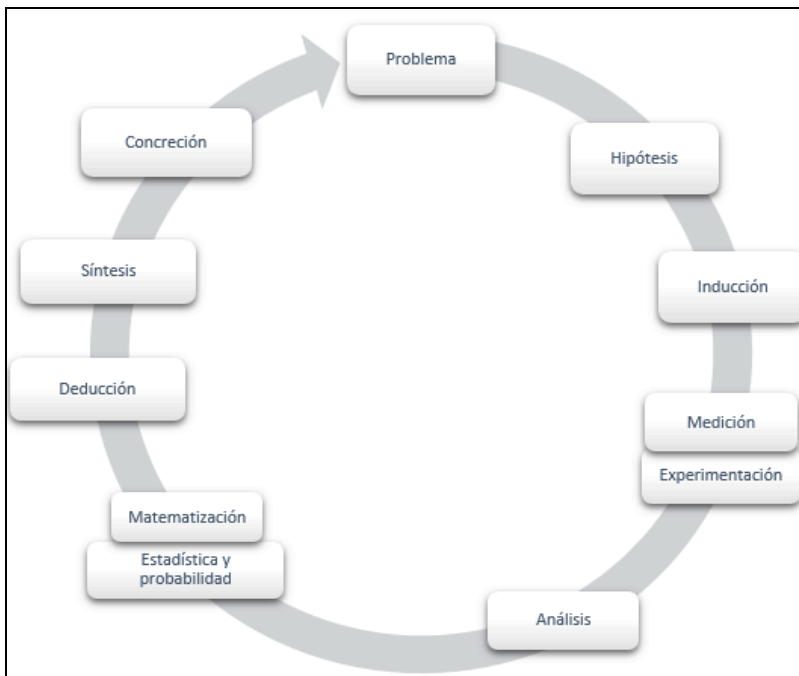 Problema
Hipótesis
Inducción
Medición
Experimentación
Análisis
Matematización
Estadística y
probabilidad
Deducción
Síntesis
Concreción